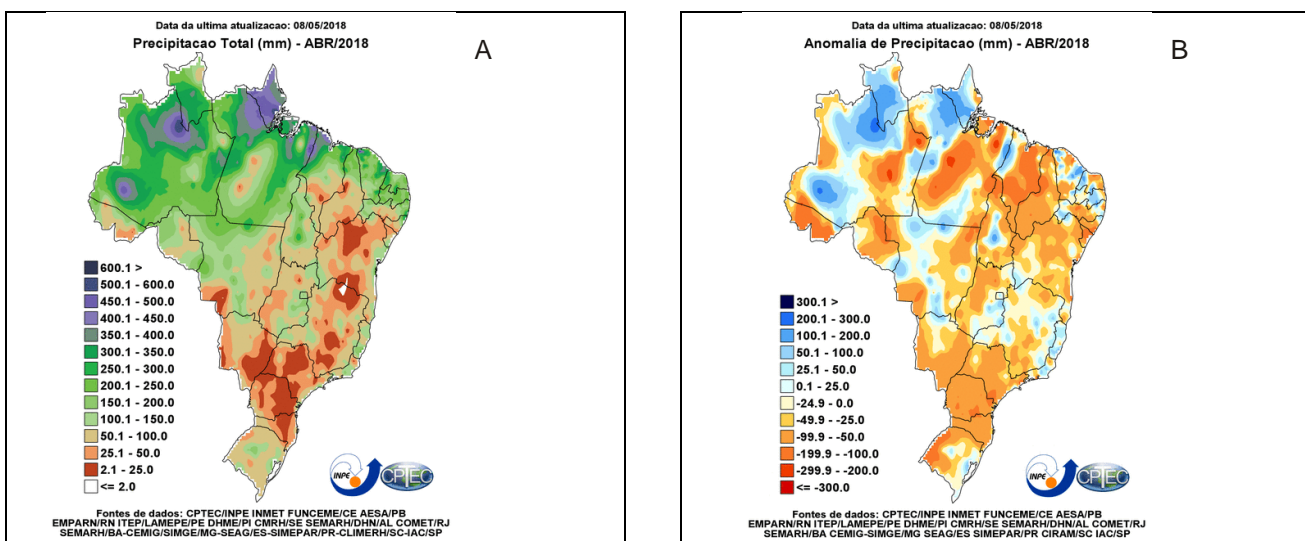 Data da ultima atualizacao: 08/05/2018
Precipitacao Total (mm) - ABR/2018
A
600.1 >
500.1 - 600.0
450.1 - 500.0
400.1 - 450.0
350.1 - 400.0
300.1 - 350.0
250.1 - 300.0
200.1 - 250.0
150.1 - 200.0
100.1 - 150.0
50.1 - 100.0
25.1 - 50.0
2.1 - 25.0
<= 2.0
INPE
CPTEC
Fontes de dados: CPTEC/INPE INMET FUNCEME/CE AESA/PB
EMPARN/RN ITEP/LAMEPE/PE DHME/PI CMRH/SE SEMARH/DHN/AL COMET/RJ
SEMARH/BA-CEMIG/SIMGE/MG-SEAG/ES-SIMEPAR/PR-CLIMERH/SC-IAC/SP
Data da ultima atualizacao: 08/05/2018
Anomalia de Precipitacao (mm) - ABR/2018
B
300.1 >
200.1 - 300.0
100.1 - 200.0
50.1 - 100.0
25.1 - 50.0
0.1 - 25.0
-24.9 - 0.0
-49.9 - -25.0
-99.9 - -50.0
-199.9 - -100.0
-299.9 - -200.0
<= -300.0
INPE
CPTEC
Fontes de dados: CPTEC/INPE INMET FUNCEME/CE AESA/PB
EMPARN/RN ITEP/LAMEPE/PE DHME/PI CMRH/SE SEMARH/DHN/AL COMET/RJ
SEMARH/BA CEMIG-SIMGE/MG SEAG/ES SIMEPAR/PR CIRAM/SC IAC/SP